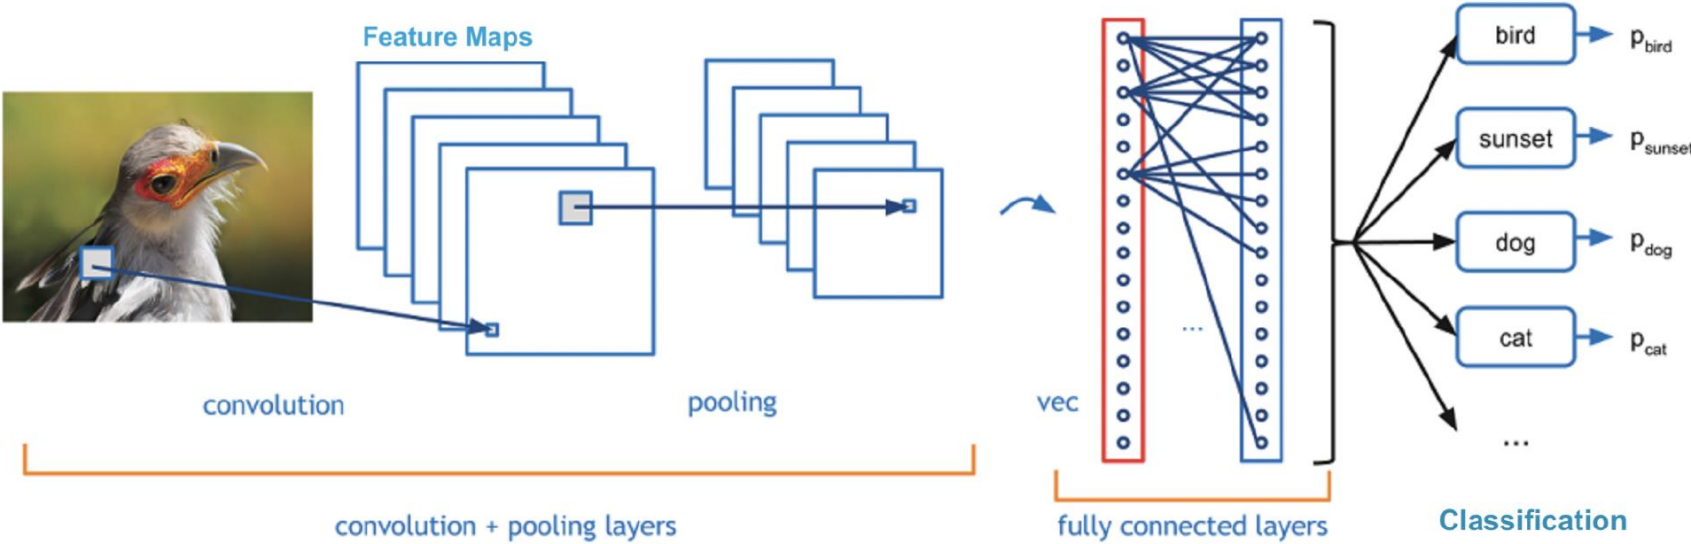 Feature Maps
convolution
pooling
vec
...
convolution + pooling layers
fully connected layers
bird
p_bird
sunset
p_sunset
dog
p_dog
cat
p_cat
...
Classification